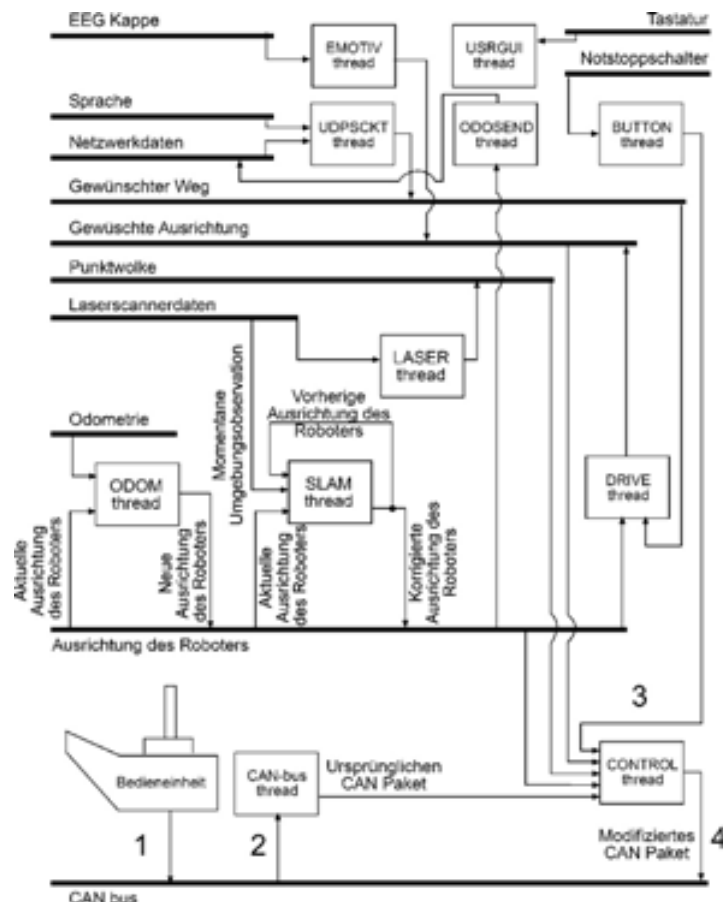 EEG Kappe
Tastatur
EMOTIV
thread
USRGUI
thread
Notstoppschalter
Sprache
UDPSCKT
thread
ODOSEND
thread
BUTTON
thread
Netzwerkdaten
Gewünschter Weg
Gewüschte Ausrichtung
Punktwolke
Laserscannerdaten
LASER
thread
Momentane
Umgebungsobservation
Vorherige
Ausrichtung des
Roboters
Odometrie
ODOM
thread
SLAM
thread
DRIVE
thread
Aktuelle
Ausrichtung
des Roboters
Neue
Ausrichtung
des Roboters
Aktuelle
Ausrichtung
des Roboters
Korrigierte
Ausrichtung des
Roboters
Ausrichtung des Roboters
3
Bedieneinheit
CAN-bus
thread
Ursprünglichen
CAN Paket
CONTROL
thread
1
2
Modifiziertes
CAN Paket
4
CAN bus